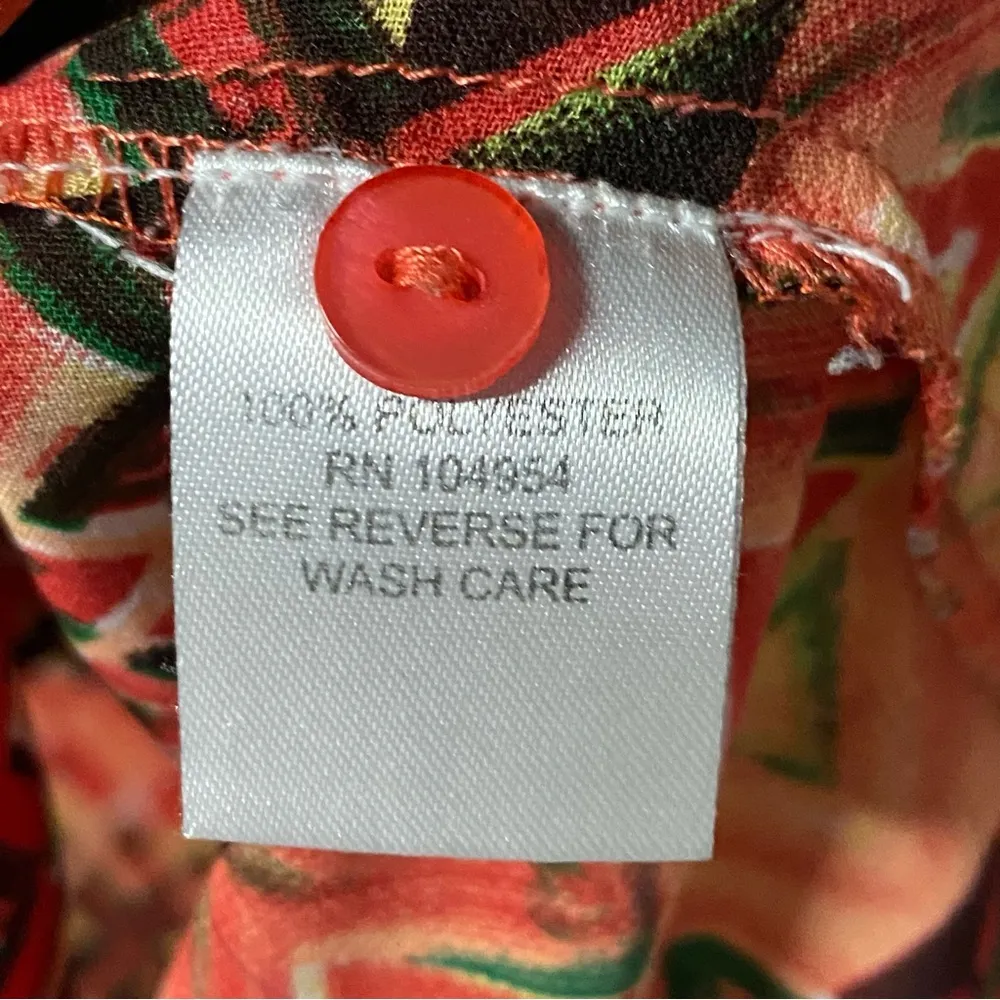 100% POLYESTER
RN 104954
SEE REVERSE FOR
WASH CARE